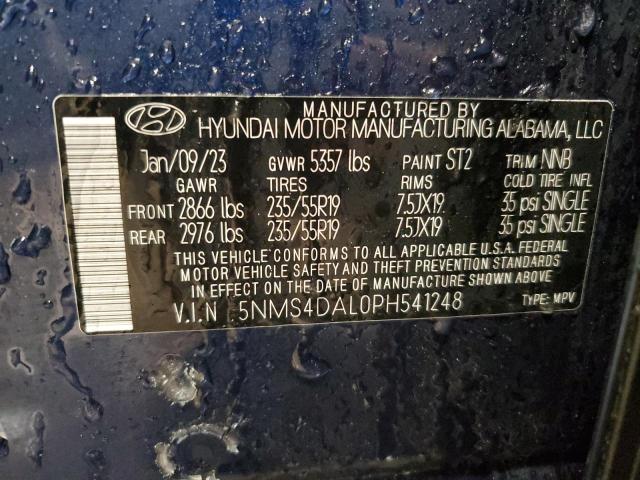 MANUFACTURED BY
HYUNDAI MOTOR MANUFACTURING ALABAMA, LLC
Jan/09/23 GVWR 5357 lbs PAINT ST2 TRIM NNB
GAWR TIRES RIMS COLD TIRE INFL
FRONT 2866 lbs 235/55R19 7.5JX19 35 psi SINGLE
REAR 2976 lbs 235/55R19 7.5JX19 35 psi SINGLE
THIS VEHICLE CONFORMS TO ALL APPLICABLE U.S.A. FEDERAL
MOTOR VEHICLE SAFETY AND THEFT PREVENTION STANDARDS
IN EFFECT ON THE DATE OF MANUFACTURE SHOWN ABOVE.
V.I.N 5NMS4DAL0PH541248 TYPE: MPV